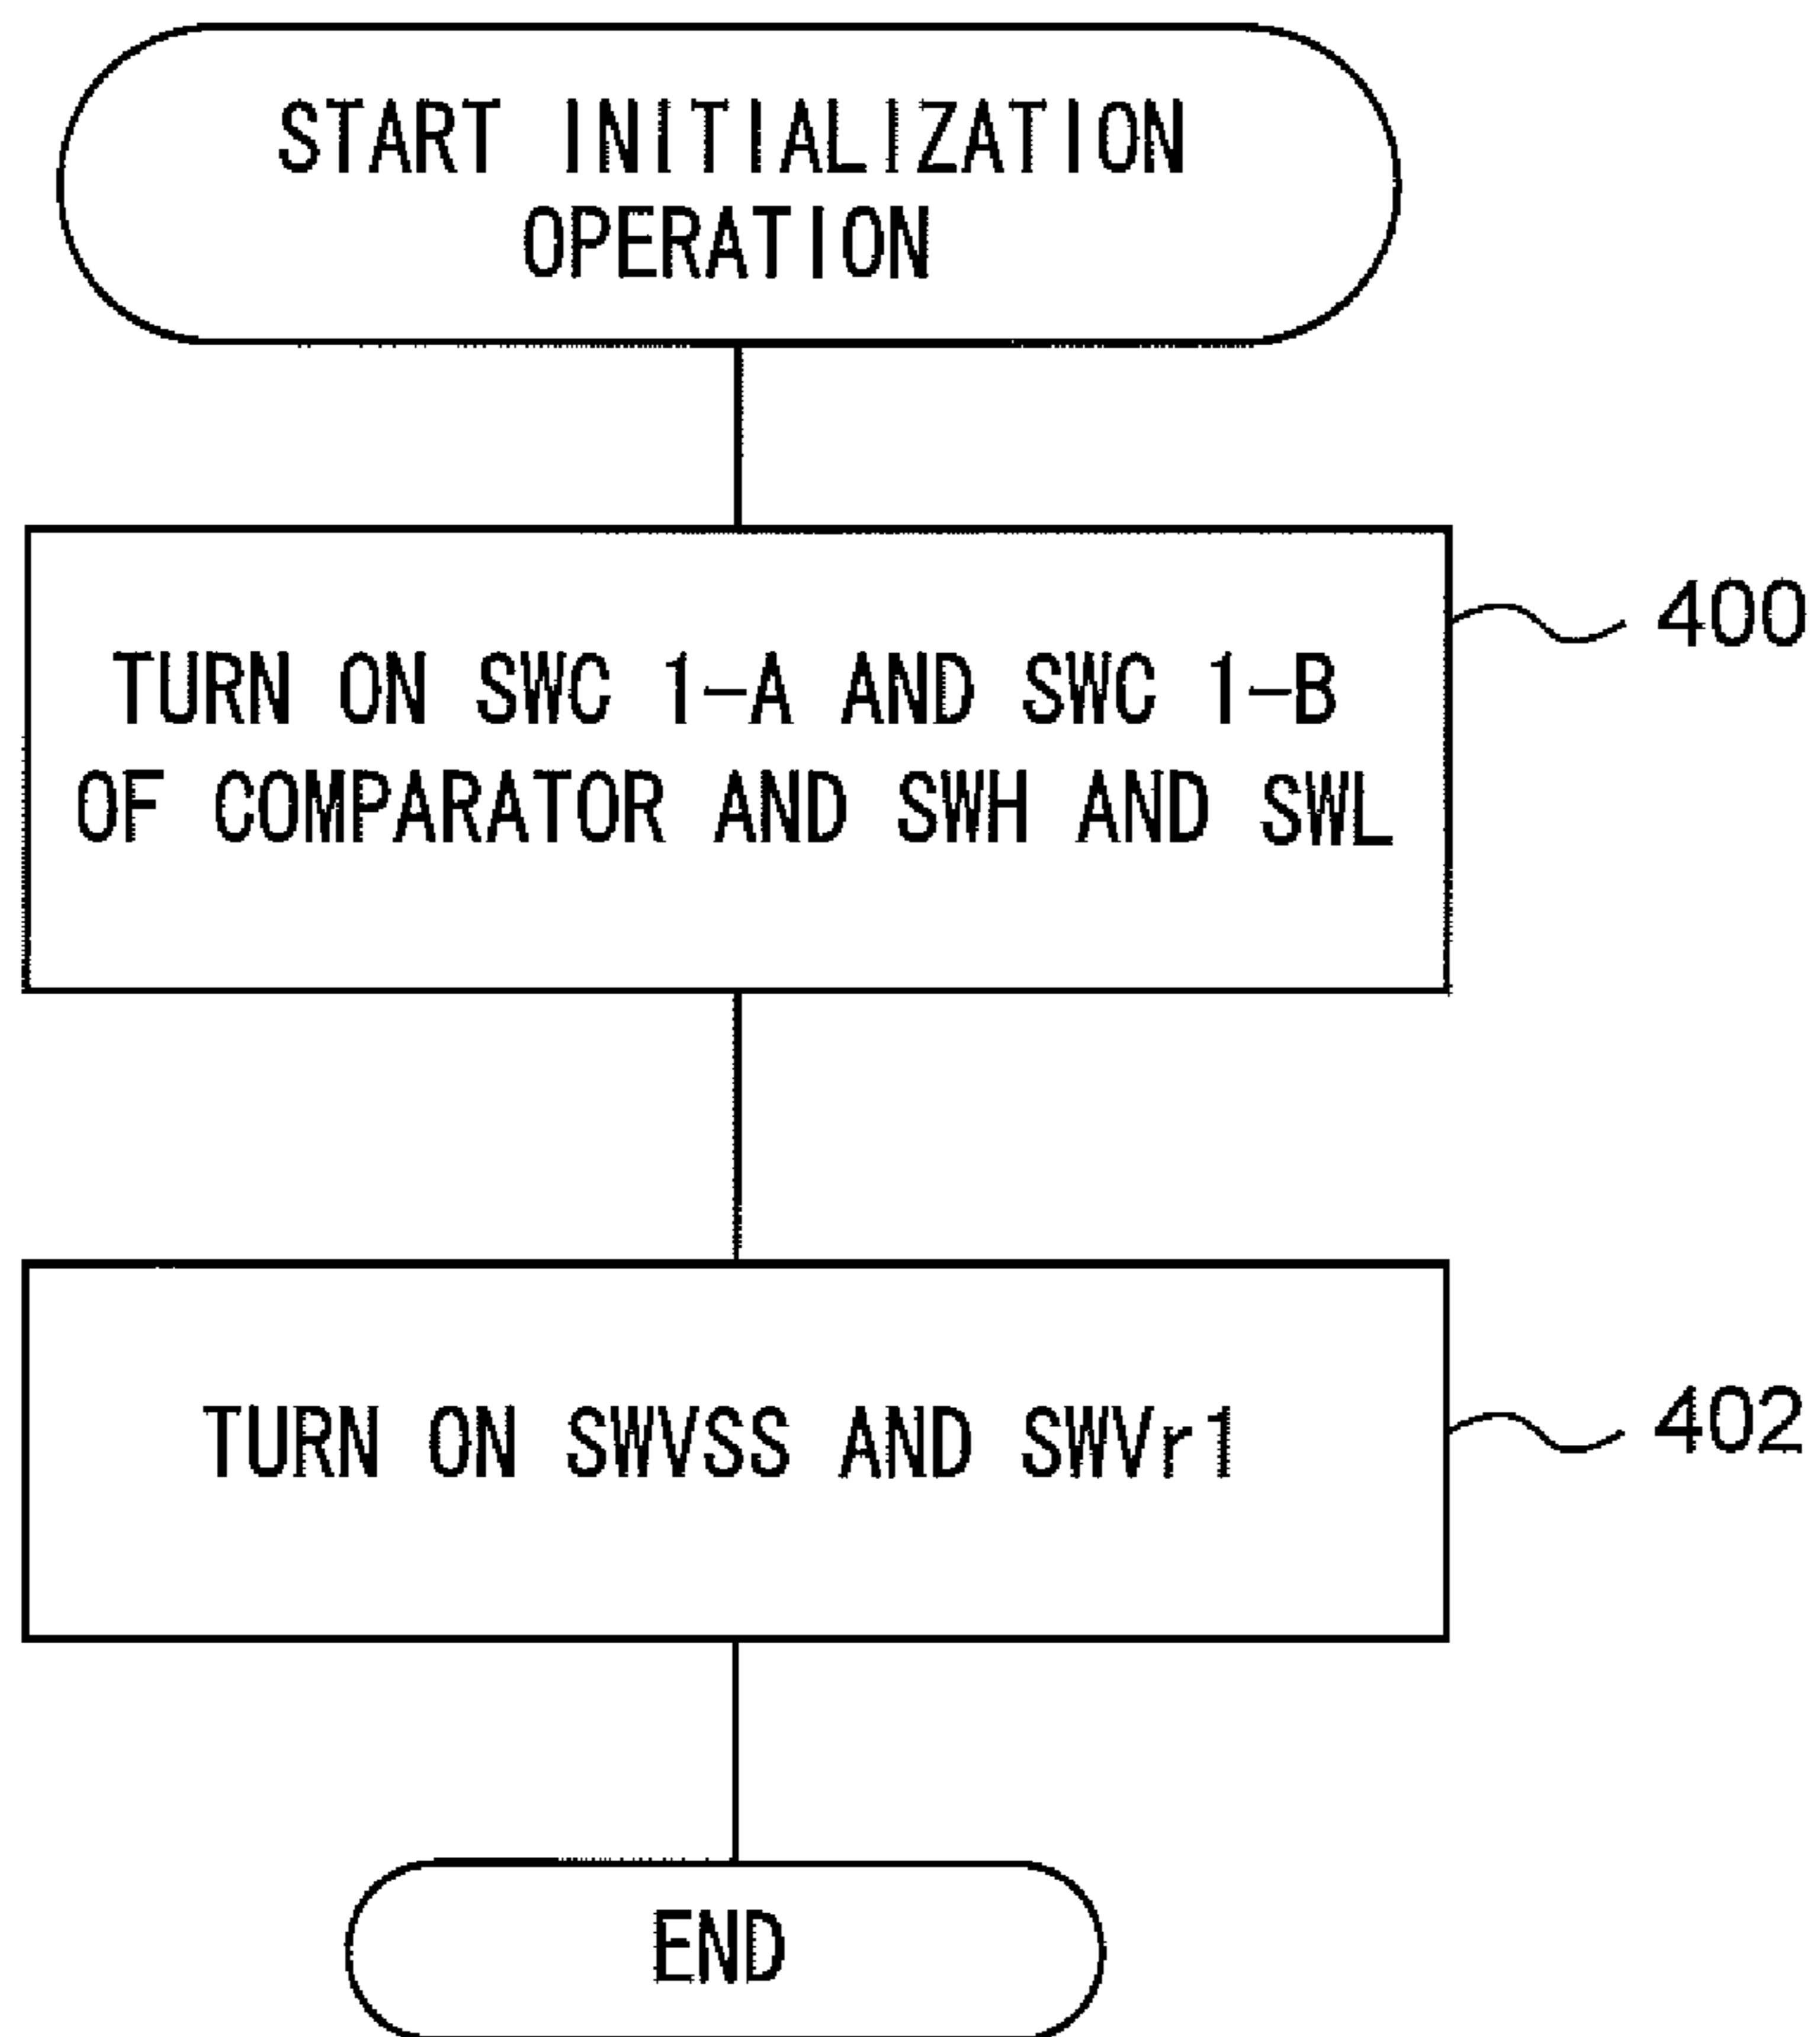 START INITIALIZATION
OPERATION
400
TURN ON SWC 1-A AND SWC 1-B
OF COMPARATOR AND SWH AND SWL
TURN ON SWVSS AND SWVr1
402
END